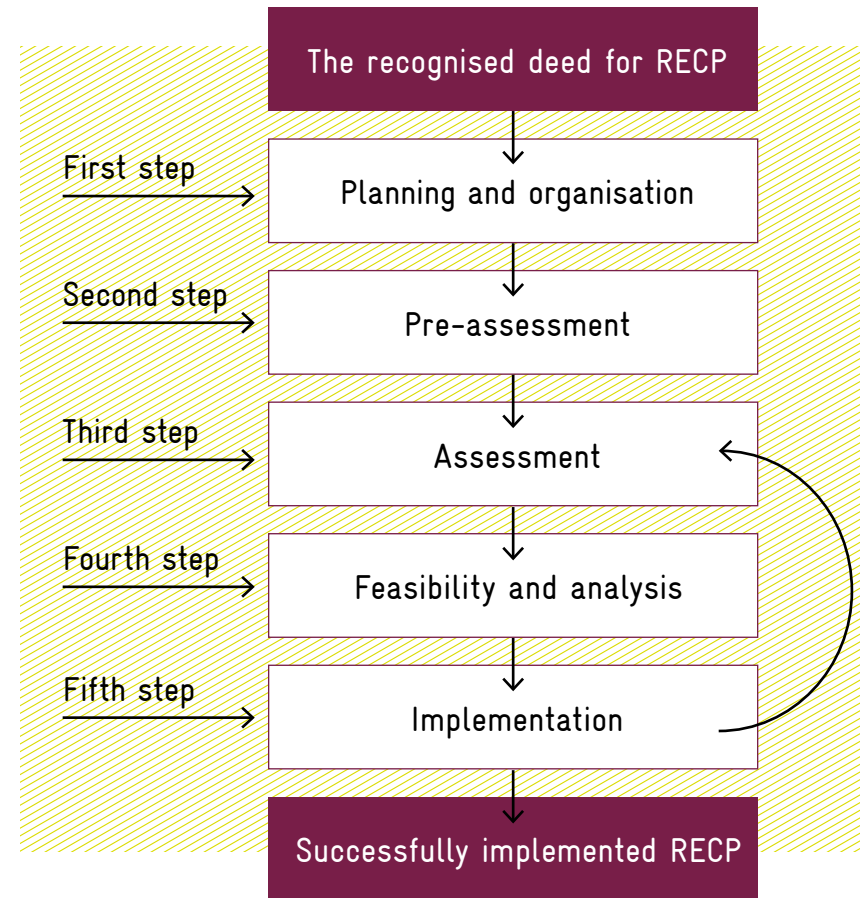 The recognised deed for RECP
First step
Planning and organisation
Second step
Pre-assessment
Third step
Assessment
Fourth step
Feasibility and analysis
Fifth step
Implementation
Successfully implemented RECP